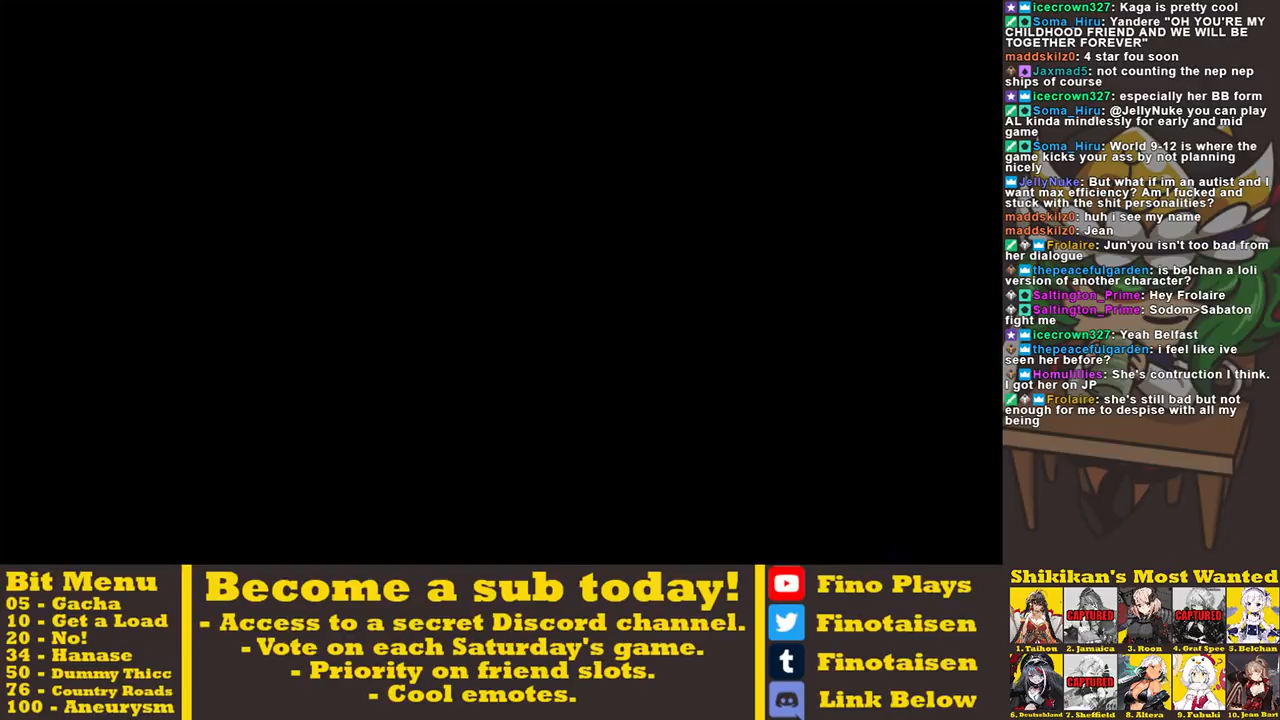 icecrown327: Kaga is pretty cool
Soma_Hiru: Yandere "OH YOU'RE MY
CHILDHOOD FRIEND AND WE WILL BE
TOGETHER FOREVER"
maddskilz0: 4 star fou soon
Jaxmad5: not counting the nep nep
ships of course
icecrown327: especially her BB form
Soma_Hiru: @JellyNuke you can play
AL kinda mindlessly for early and mid
game
Soma_Hiru: World 9-12 is where the
game kicks your ass by not planning
nicely
JellyNuke: But what if im an autist and I
want max efficiency? Am I fucked and
stuck with the shit personalities?
maddskilz0: huh i see my name
maddskilz0: Jean
Frolaire: Jun'you isn't too bad from
her dialogue
thepeacefulgarden: is belchan a loli
version of another character?
Saltington_Prime: Hey Frolaire
Saltington_Prime: Sodom>Sabaton
fight me
icecrown327: Yeah Belfast
thepeacefulgarden: i feel like ive
seen her before?
Homulillies: She's contruction I think.
I got her on JP
Frolaire: she's still bad but not
enough for me to despise with all my
being
Bit Menu
05 - Gacha
10 - Get a Load
20 - No!
34 - Hanase
50 - Dummy Thicc
76 - Country Roads
100 - Aneurysm
Become a sub today!
- Access to a secret Discord channel.
- Vote on each Saturday's game.
- Priority on friend slots.
- Cool emotes.
Fino Plays
Finotaisen
Finotaisen
Link Below
Shikikan's Most Wanted
CAPTURED
CAPTURED
1. Taihou
2. Jamaica
3. Roon
4. Graf Spee
5. Belchan
CAPTURED
6. Deutschland
7. Sheffield
8. Altera
9. Fubuki
10. Jean Bart